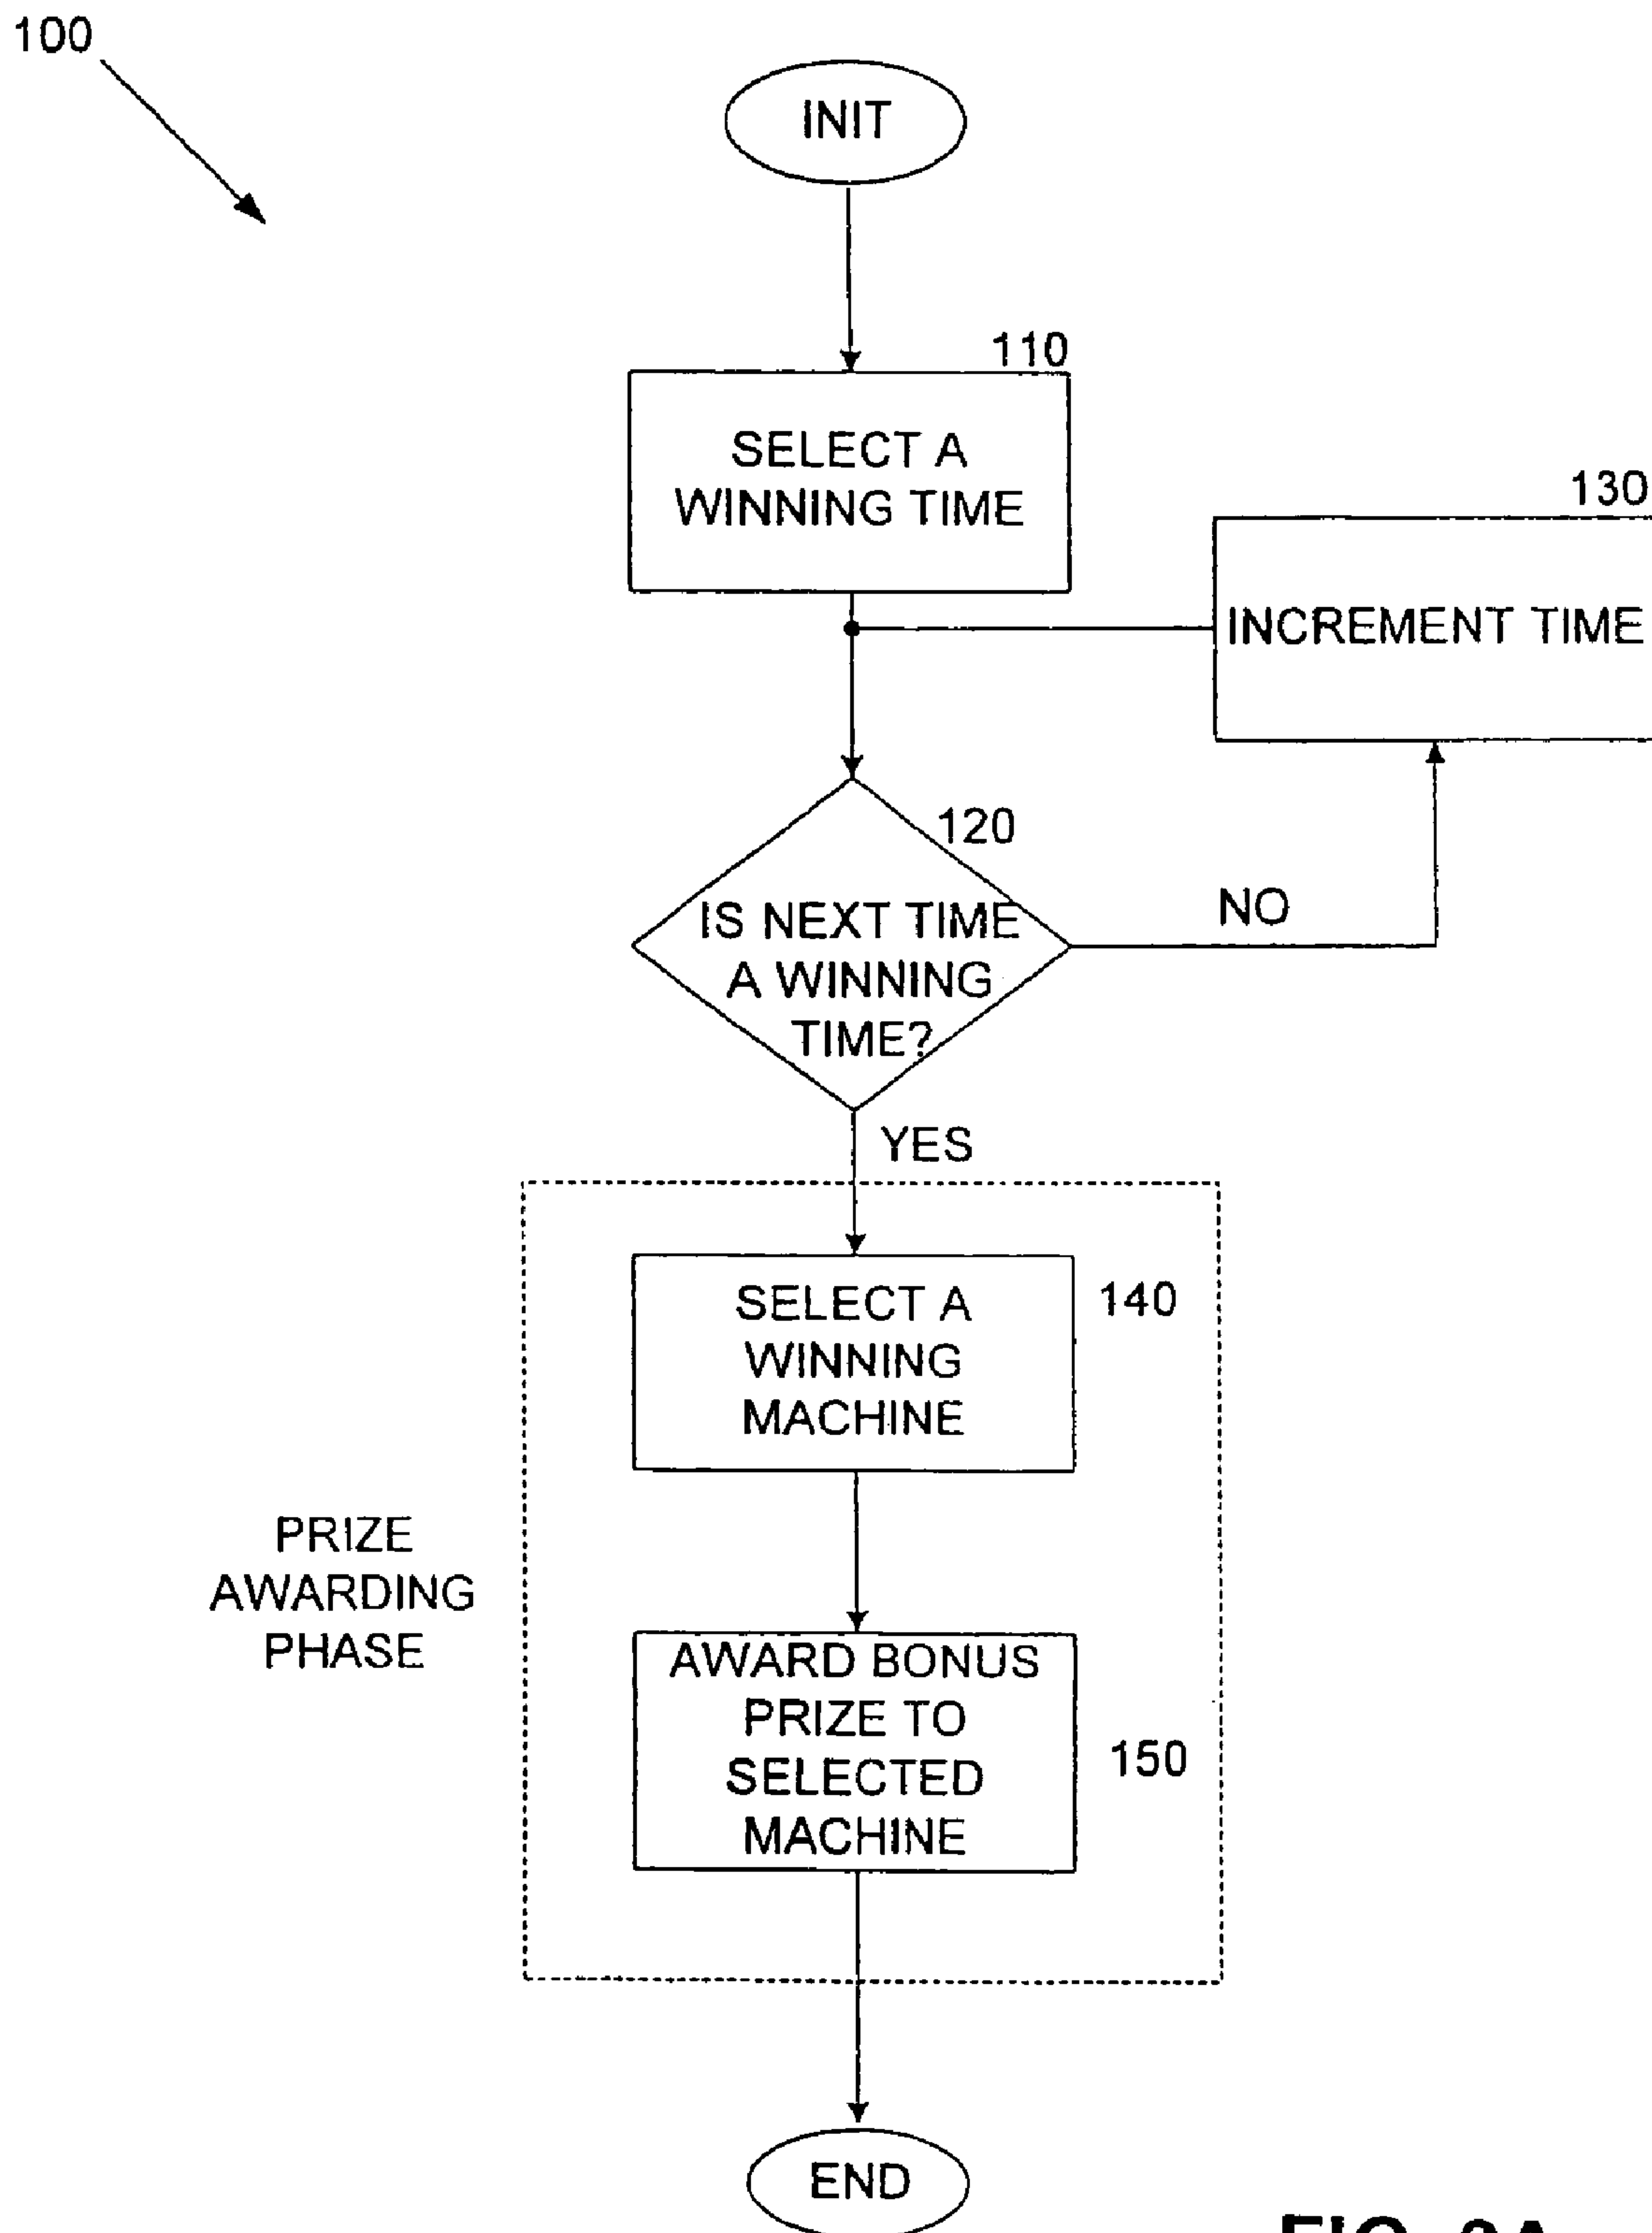 100
INIT
110
SELECT A
WINNING TIME
130
INCREMENT TIME
120
IS NEXT TIME
A WINNING
TIME?
NO
YES
SELECT A
WINNING
MACHINE
140
PRIZE
AWARDING
PHASE
AWARD BONUS
PRIZE TO
SELECTED
MACHINE
150
END